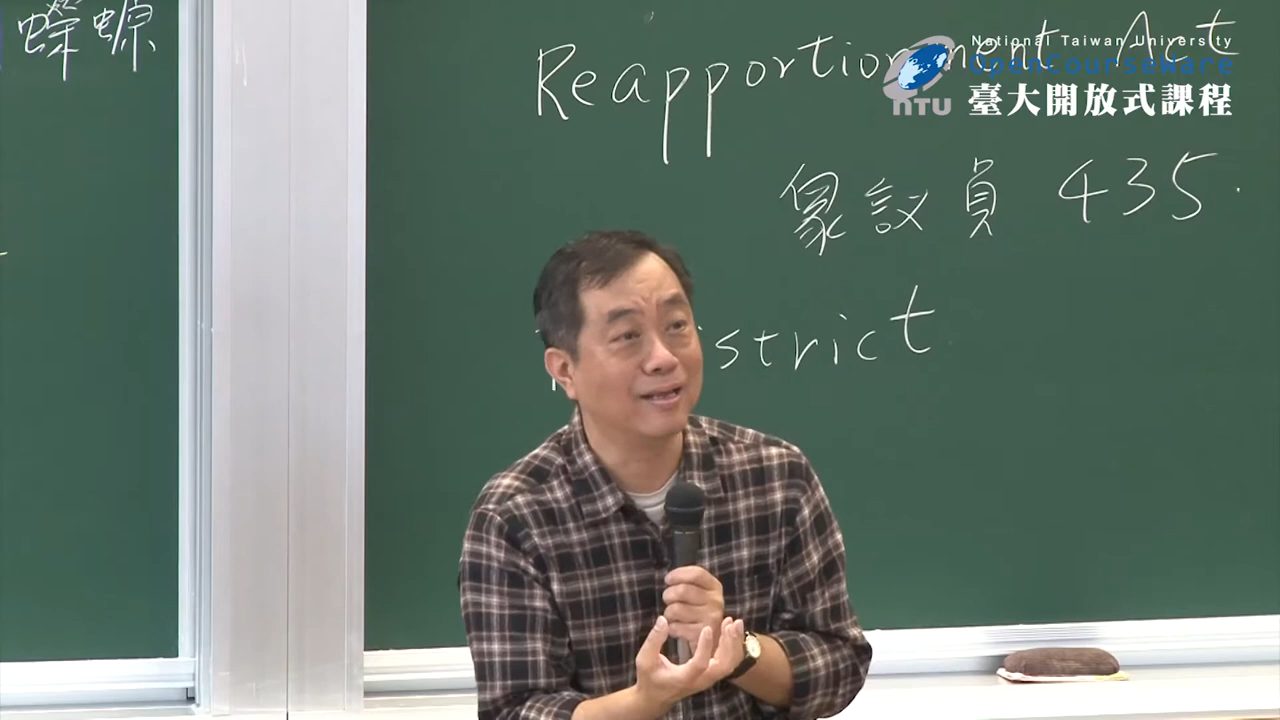 蠑螈
Reapportionment Act
眾議員 435.
strict
National Taiwan University
OpenCourseWare
臺大開放式課程
NTU